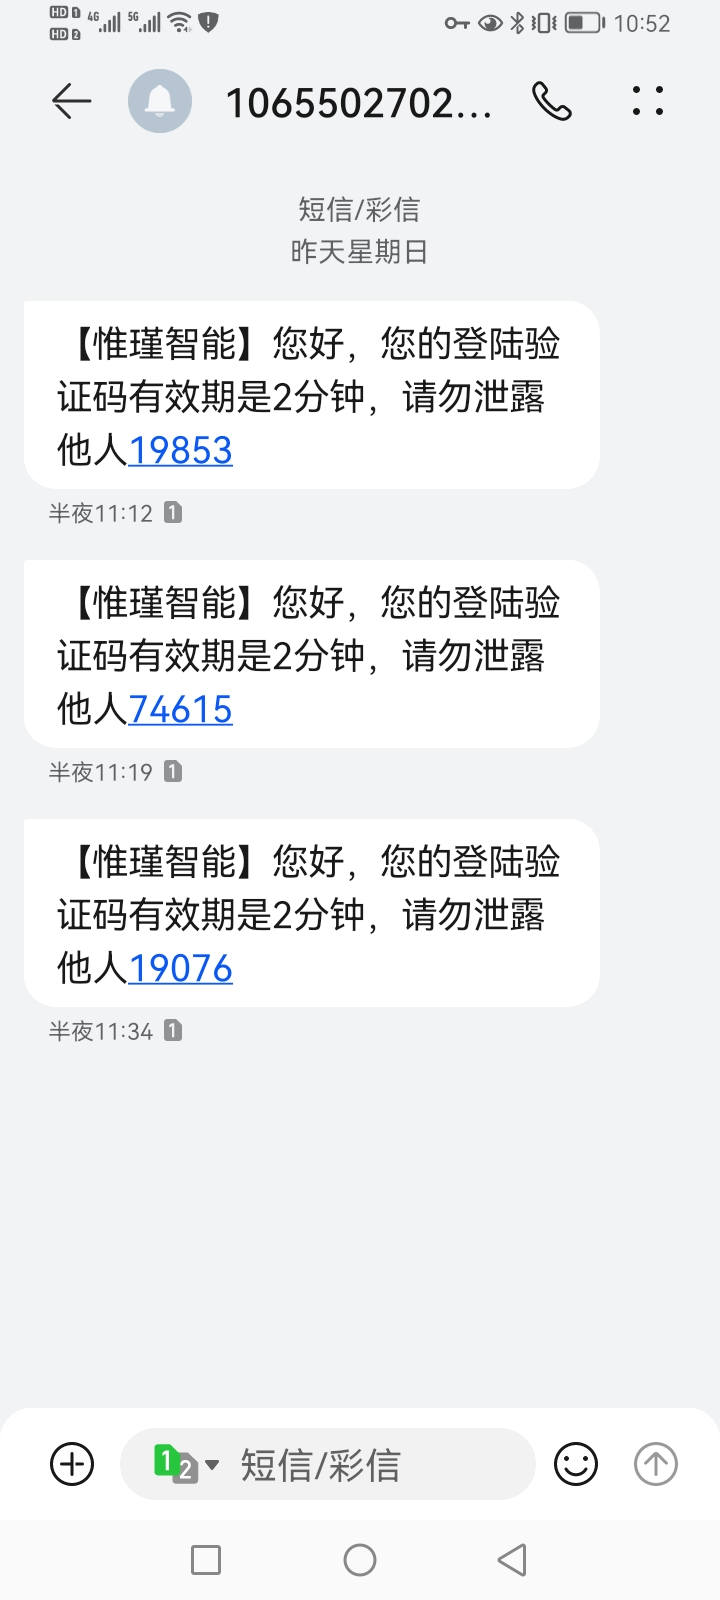 HD 1 4G 5G
HD 2
10:52
1065502702...
短信/彩信
昨天星期日
【惟瑾智能】您好，您的登陆验
证码有效期是2分钟，请勿泄露
他人19853
半夜11:12 1
【惟瑾智能】您好，您的登陆验
证码有效期是2分钟，请勿泄露
他人74615
半夜11:19 1
【惟瑾智能】您好，您的登陆验
证码有效期是2分钟，请勿泄露
他人19076
半夜11:34 1
1 2 短信/彩信